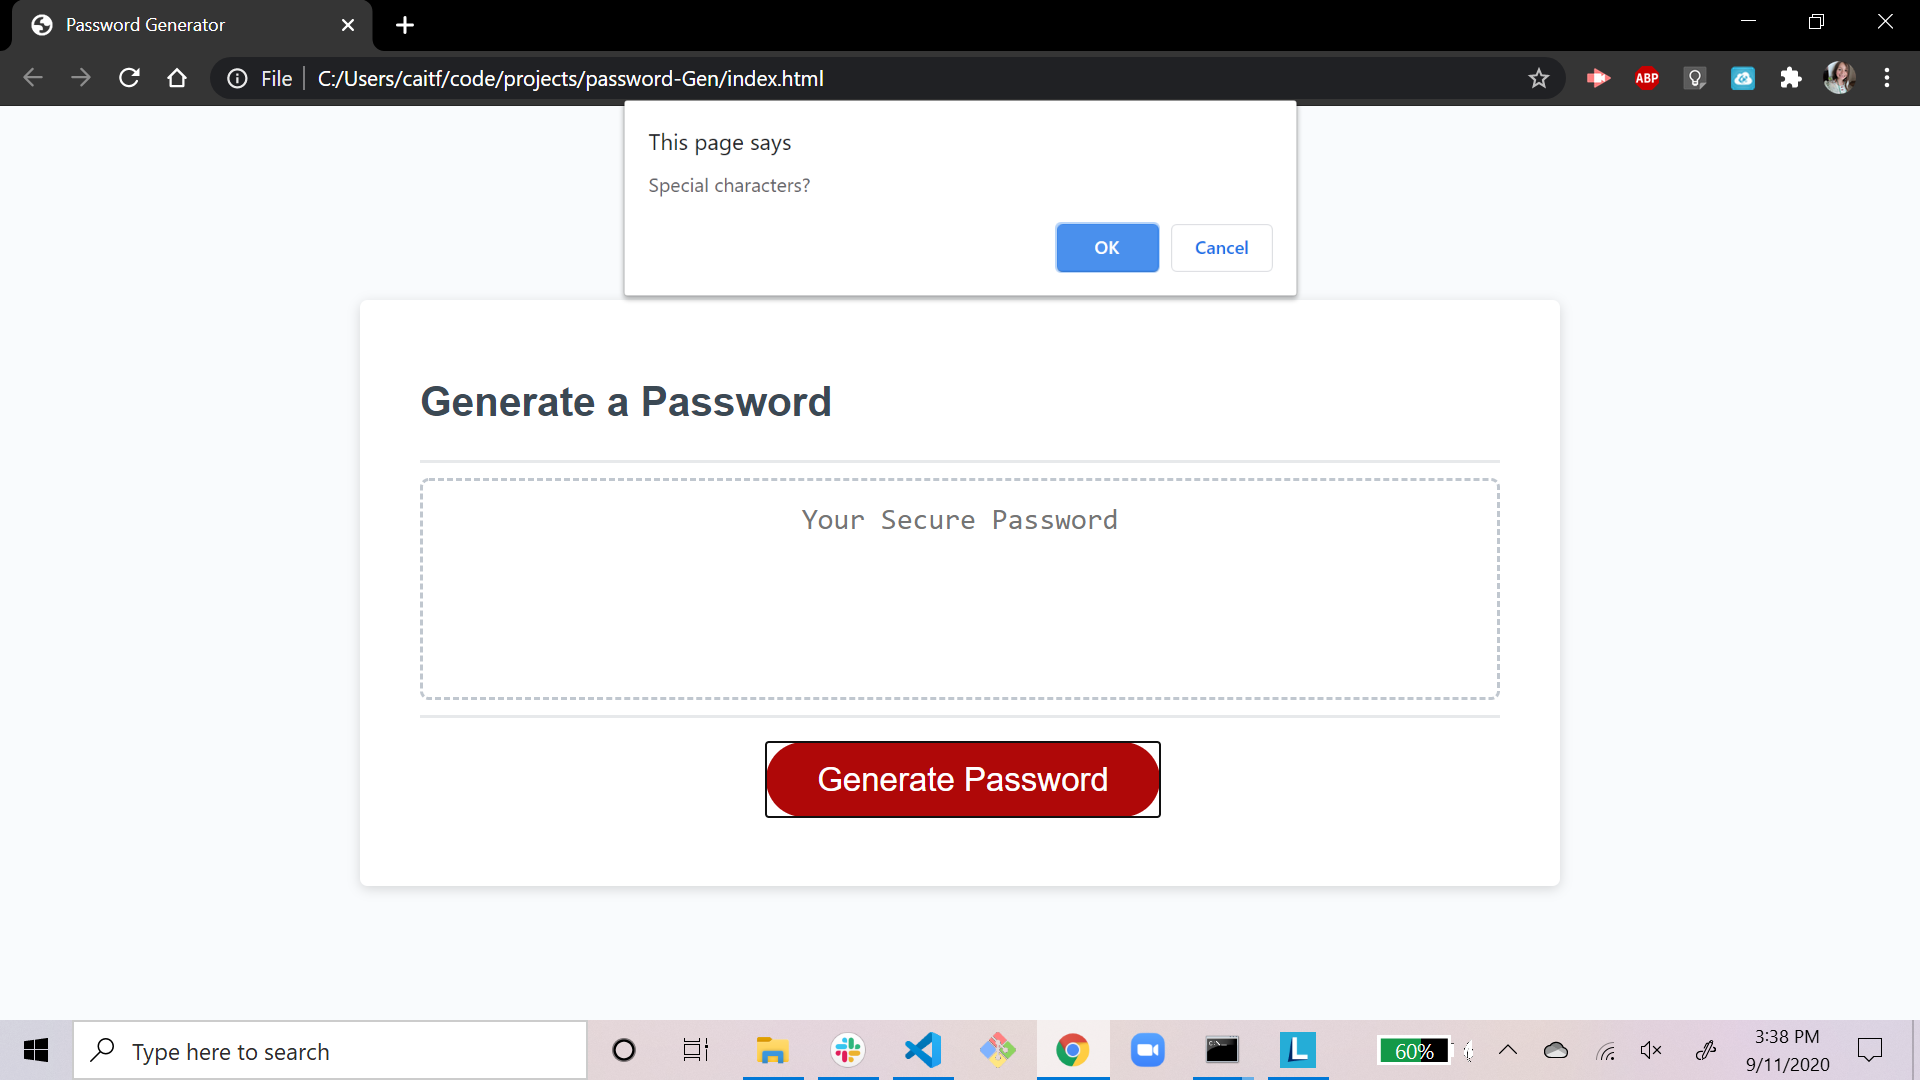 Password Generator
File C:/Users/caitf/code/projects/password-Gen/index.html
ABP
This page says
Special characters?
OK Cancel
Generate a Password
Your Secure Password
Generate Password
Type here to search
C:\
L
60%
3:38 PM
9/11/2020